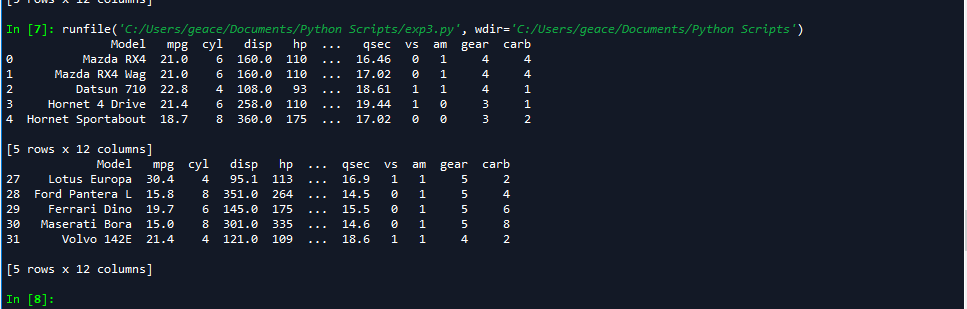 [5 rows x 12 columns]
In [7]: runfile('C:/Users/geace/Documents/Python Scripts/exp3.py', wdir='C:/Users/geace/Documents/Python Scripts')
Model mpg cyl disp hp ... qsec vs am gear carb
0 Mazda RX4 21.0 6 160.0 110 ... 16.46 0 1 4 4
1 Mazda RX4 Wag 21.0 6 160.0 110 ... 17.02 0 1 4 4
2 Datsun 710 22.8 4 108.0 93 ... 18.61 1 1 4 1
3 Hornet 4 Drive 21.4 6 258.0 110 ... 19.44 1 0 3 1
4 Hornet Sportabout 18.7 8 360.0 175 ... 17.02 0 0 3 2
[5 rows x 12 columns]
Model mpg cyl disp hp ... qsec vs am gear carb
27 Lotus Europa 30.4 4 95.1 113 ... 16.9 1 1 5 2
28 Ford Pantera L 15.8 8 351.0 264 ... 14.5 0 1 5 4
29 Ferrari Dino 19.7 6 145.0 175 ... 15.5 0 1 5 6
30 Maserati Bora 15.0 8 301.0 335 ... 14.6 0 1 5 8
31 Volvo 142E 21.4 4 121.0 109 ... 18.6 1 1 4 2
[5 rows x 12 columns]
In [8]: